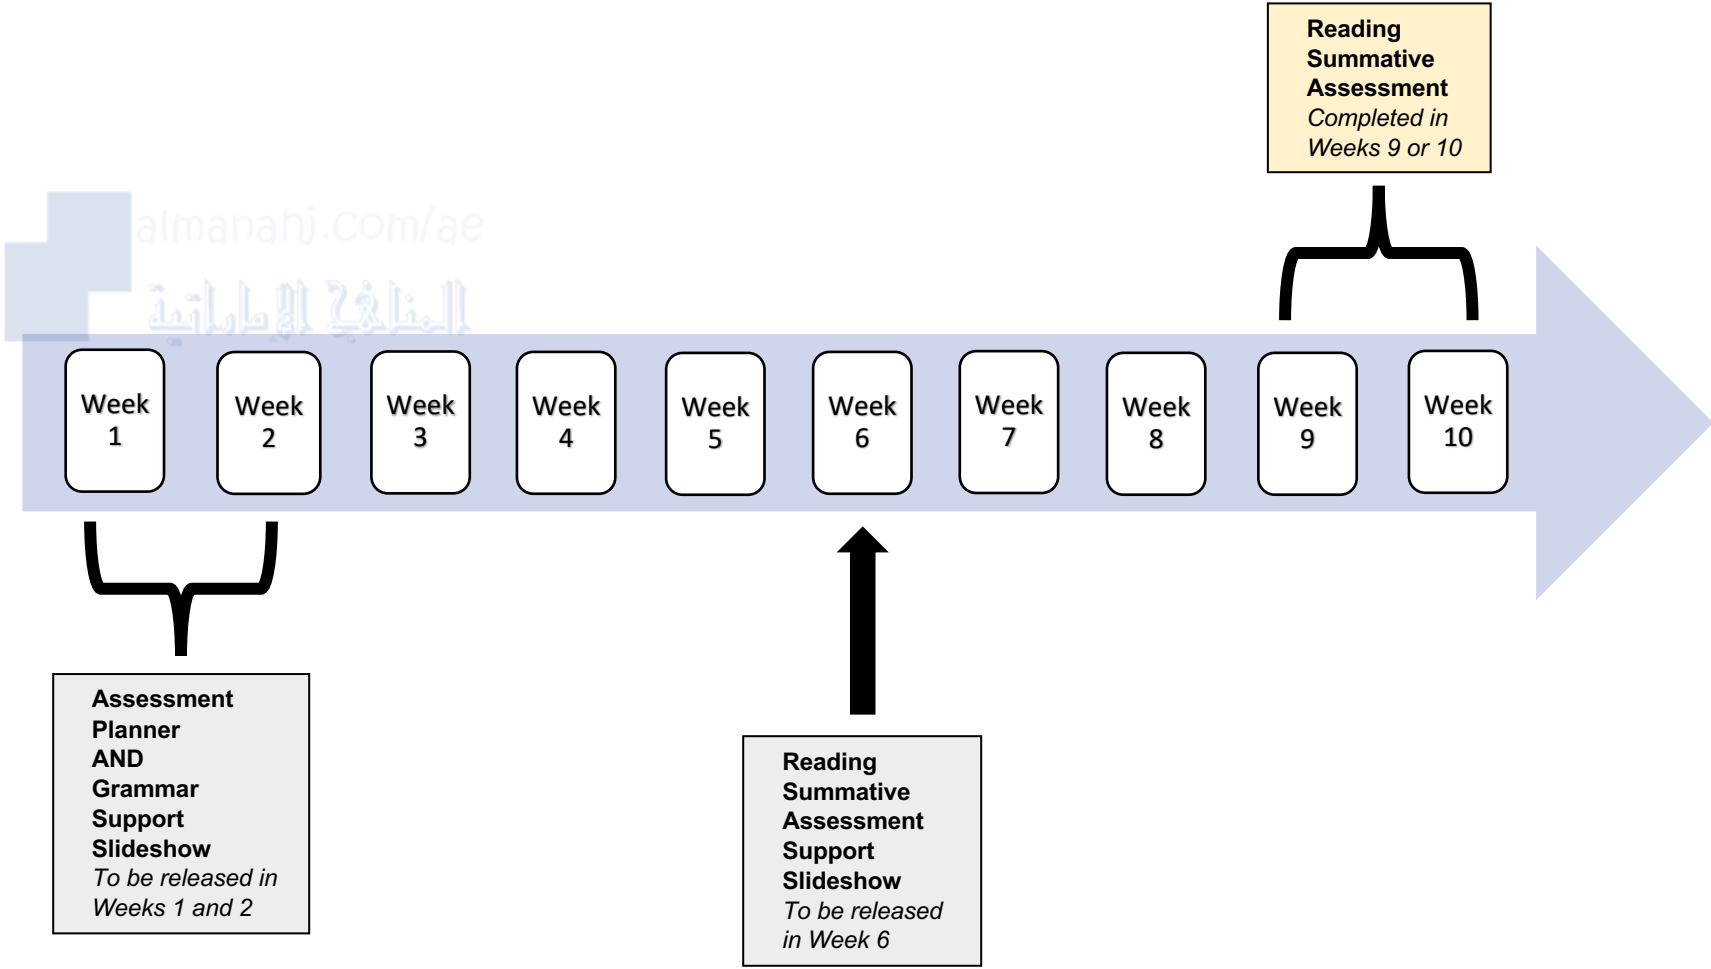 Reading
Summative
Assessment
Completed in
Weeks 9 or 10
almanahj.com/ae
المناهج الإماراتية
Week
1
Week
2
Week
3
Week
4
Week
5
Week
6
Week
7
Week
8
Week
9
Week
10
Assessment
Planner
AND
Grammar
Support
Slideshow
To be released in
Weeks 1 and 2
Reading
Summative
Assessment
Support
Slideshow
To be released
in Week 6